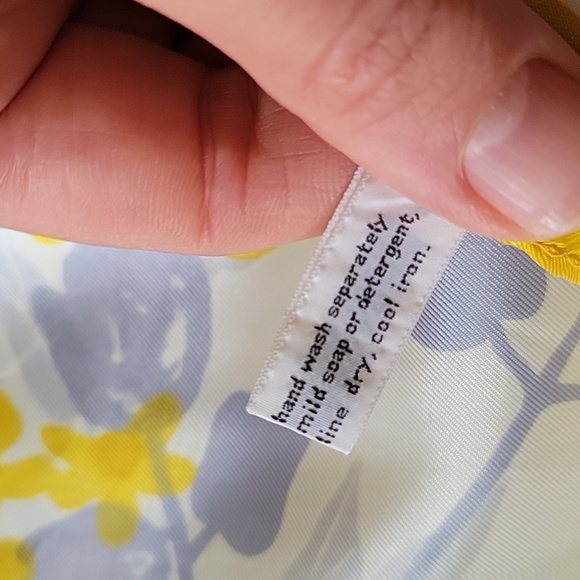 hand wash separately
mild soap or detergent,
line dry, cool iron.